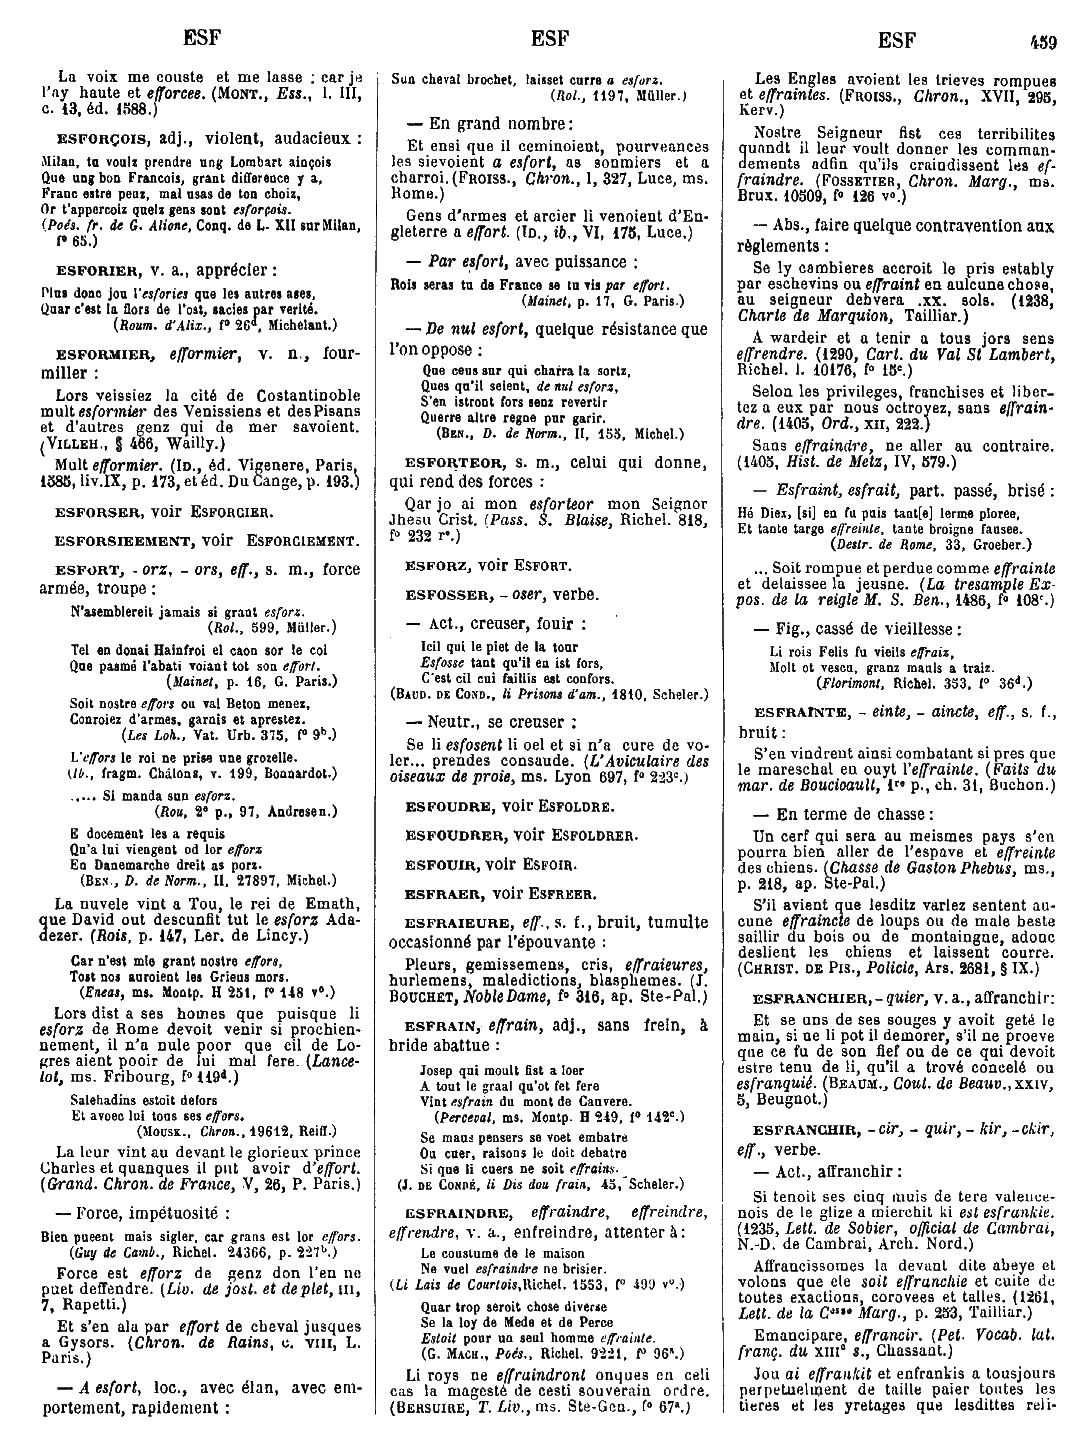 ESF
ESF
ESF
459
La voix me couste et me lasse : car je
l'ay haute et efforcee. (MONT., Ess., l. III,
c. 13, éd. 1588.)
ESFORÇOIS, adj., violent, audacieux :
Milan, tu voulz prendre ung Lombart ainçois
Que ung bon Francois, grant difference y a,
Franc estre peuz, mal usas de ton choiz,
Or t'appercoiz quelz gens sont esforçois.
(Poés. fr. de G. Alione, Conq. de L. XII sur Milan,
f° 65.)
ESFORIER, v. a., apprécier :
Plus donc jou l'esfories que les autres ases,
Quar c'est la flors de l'ost, sacies par verité.
(Roum. d'Alix., f° 26d, Michelant.)
ESFORMIER, efformier, v. n., four-
miller :
Lors veissiez la cité de Costantinoble
mult esformier des Venissiens et des Pisans
et d'autres genz qui de mer savoient.
(VILLEH., § 466, Wailly.)
Mult efformier. (ID., éd. Vigenere, Paris,
1585, liv. IX, p. 173, et éd. Du Cange, p. 193.)
ESFORSER, voir ESFORCIER.
ESFORSIEEMENT, voir ESFORCIEMENT.
ESFORT, - orz, - ors, eff., s. m., force
armée, troupe :
N'asemblereit jamais si grant esforz.
(Rol., 599, Müller.)
Tel en donai Hainfroi el caon sor le col
Que pasmé l'abati voiant tot son effort.
(Mainet, p. 16, G. Paris.)
Soit nostre effors ou val Beton menez,
Conroiez d'armes, garnis et aprestez.
(Les Loh., Vat. Urb. 375, f° 9b.)
L'effors le roi ne prise une grozelle.
(Ib., fragm. Châlons, v. 199, Bonnardot.)
..... Si manda sun esforz.
(Rou, 2e p., 97, Andresen.)
E docement les a requis
Qu'a lui viengent od lor efforz
En Danemarche dreit as porz.
(BEN., D. de Norm., II, 27897, Michel.)
La nuvele vint a Tou, le rei de Emath,
que David out descunfit tut le esforz Ada-
dezer. (Rois, p. 147, Ler. de Lincy.)
Car n'est mie grant nostre effors,
Tost nos auroient les Grieus mors.
(Eneas, ms. Montp. H 251, f° 148 v°.)
Lors dist a ses homes que puisque li
esforz de Rome devoit venir si prochien-
nement, il n'a nule poor que cil de Lo-
gres aient pooir de lui mal fere. (Lance-
lot, ms. Fribourg, f° 119d.)
Salehadins estoit defors
Et avoec lui tous ses effors.
(MOUSK., Chron., 19612, Reiff.)
La leur vint au devant le glorieux prince
Charles et quanques il put avoir d'effort.
(Grand. Chron. de France, V, 26, P. Paris.)
— Force, impétuosité :
Bien pueent mais sigler, car grans est lor effors.
(Guy de Camb., Richel. 24366, p. 227b.)
Force est efforz de genz don l'en ne
puet deffendre. (Liv. de jost. et de plet, III,
7, Rapetti.)
Et s'en ala par effort de cheval jusques
a Gysors. (Chron. de Rains, c. VIII, L.
Paris.)
— A esfort, loc., avec élan, avec em-
portement, rapidement :
Sun cheval brochet, laisset curre a esforz.
(Rol., 1197, Müller.)
— En grand nombre :
Et ensi que il ceminoient, pourveances
les sievoient a esfort, as sonmiers et a
charroi. (FROISS., Chron., I, 327, Luce, ms.
Rome.)
Gens d'armes et arcier li venoient d'En-
gleterre a effort. (ID., ib., VI, 175, Luce.)
— Par esfort, avec puissance :
Rois seras tu de France se tu vis par effort.
(Mainet, p. 17, G. Paris.)
— De nul esfort, quelque résistance que
l'on oppose :
Que ceus sur qui charra la sortz,
Ques qu'il seient, de nul esforz,
S'en istront fors senz revertir
Querre altre regne pur garir.
(BEN., D. de Norm., II, 155, Michel.)
ESFORTEOR, s. m., celui qui donne,
qui rend des forces :
Qar jo ai mon esforteor mon Seignor
Jhesu Crist. (Pass. S. Blaise, Richel. 818,
f° 232 r°.)
ESFORZ, voir ESFORT.
ESFOSSER, - oser, verbe.
— Act., creuser, fouir :
Icil qui le piet de la tour
Esfosse tant qu'il en ist fors,
C'est cil cui faillis est confors.
(BAUD. DE COND., li Prisons d'am., 1810, Scheler.)
— Neutr., se creuser :
Se li esfosent li oel et si n'a cure de vo-
ler... prendes consaude. (L'Aviculaire des
oiseaux de proie, ms. Lyon 697, f° 223c.)
ESFOUDRE, voir ESFOLDRE.
ESFOUDRER, voir ESFOLDRER.
ESFOUIR, voir ESFOIR.
ESFRAER, voir ESFREER.
ESFRAIEURE, eff., s. f., bruit, tumulte
occasionné par l'épouvante :
Pleurs, gemissemens, cris, effraieures,
hurlemens, maledictions, blasphemes. (J.
BOUCHET, Noble Dame, f° 316, ap. Ste-Pal.)
ESFRAIN, effrain, adj., sans frein, à
bride abattue :
Josep qui moult fist a loer
A tout le graal qu'ot fet fere
Vint esfrain du mont de Cauvere.
(Perceval, ms. Montp. H 249, f° 142c.)
Se maus pensers se voet embatre
Ou cuer, raisons le doit debatre
Si que li cuers ne soit effrains.
(J. DE CONDÉ, li Dis dou frain, 45, Scheler.)
ESFRAINDRE, effraindre, effreindre,
effrendre, v. a., enfreindre, attenter à :
Le coustume de le maison
Ne vuel esfraindre ne brisier.
(Li Lais de Courtois, Richel. 1553, f° 499 v°.)
Quar trop seroit chose diverse
Se la loy de Mede et de Perce
Estoit pour un seul homme effrainte.
(G. MACH., Poés., Richel. 9221, f° 96b.)
Li roys ne effraindront onques en celi
cas la magesté de cesti souverain ordre.
(BERSUIRE, T. Liv., ms. Ste-Gen., f° 67a.)
Les Engles avoient les trieves rompues
et effraintes. (FROISS., Chron., XVII, 295,
Kerv.)
Nostre Seigneur fist ces terribilites
quandt il leur voult donner les comman-
dements adfin qu'ils craindissent les ef-
fraindre. (FOSSETIER, Chron. Marg., ms.
Brux. 10509, f° 126 v°.)
— Abs., faire quelque contravention aux
règlements :
Se ly cambieres accroit le pris estably
par eschevins ou effraint en aulcune chose,
au seigneur debvera .xx. sols. (1238,
Charte de Marquion, Tailliar.)
A wardeir et a tenir a tous jors sens
effrendre. (1290, Cart. du Val St Lambert,
Richel. l. 10176, f° 15c.)
Selon les privileges, franchises et liber-
tez a eux par nous octroyez, sans effrain-
dre. (1405, Ord., XII, 222.)
Sans effraindre, ne aller au contraire.
(1405, Hist. de Metz, IV, 579.)
— Esfraint, esfrait, part. passé, brisé :
Hé Diex, [si] en fu puis tant[e] lerme ploree,
Et tante targe effreinte, tante broigne fausee.
(Destr. de Rome, 33, Groeber.)
... Soit rompue et perdue comme effrainte
et delaissee la jeusne. (La tresample Ex-
pos. de la reigle M. S. Ben., 1486, f° 108c.)
— Fig., cassé de vieillesse :
Li rois Felis fu vieils effraiz,
Molt ot vescu, granz mauls a traiz.
(Florimont, Richel. 353, f° 36d.)
ESFRAINTE, - einte, - aincte, eff., s. f.,
bruit :
S'en vindrent ainsi combatant si pres que
le mareschal en ouyt l'effrainte. (Faits du
mar. de Boucicault, 1re p., ch. 31, Buchon.)
— En terme de chasse :
Un cerf qui sera au meismes pays s'en
pourra bien aller de l'espave et effreinte
des chiens. (Chasse de Gaston Phebus, ms.,
p. 218, ap. Ste-Pal.)
S'il avient que lesditz varlez sentent au-
cune effraincte de loups ou de male beste
saillir du bois ou de montaingne, adonc
deslient les chiens et laissent courre.
(CHRIST. DE PIS., Policie, Ars. 2681, § IX.)
ESFRANCHIER, - quier, v. a., affranchir:
Et se uns de ses souges y avoit geté le
main, si ne li pot il demorer, s'il ne proeve
que ce fu de son fief ou de ce qui devoit
estre tenu de li, qu'il a trové concelé ou
esfranquié. (BEAUM., Cout. de Beauv., XXIV,
5, Beugnot.)
ESFRANCHIR, - cir, - quir, - kir, - ckir,
eff., verbe.
— Act., affranchir :
Si tenoit ses cinq muis de tere valence-
nois de le glize a mierchit ki est esfrankie.
(1235, Lett. de Sobier, official de Cambrai,
N.-D. de Cambrai, Arch. Nord.)
Affrancissomes la devant dite abeye et
volons que ele soit effranchie et cuite de
toutes exactions, corovees et talles. (1261,
Lett. de la Csse Marg., p. 253, Tailliar.)
Emancipare, effrancir. (Pet. Vocab. lat.
franç. du XIIIe s., Chassant.)
Jou ai effrankit et enfrankis a tousjours
perpetuelment de taille paier toutes les
tieres et les yretages que lesdittes reli-